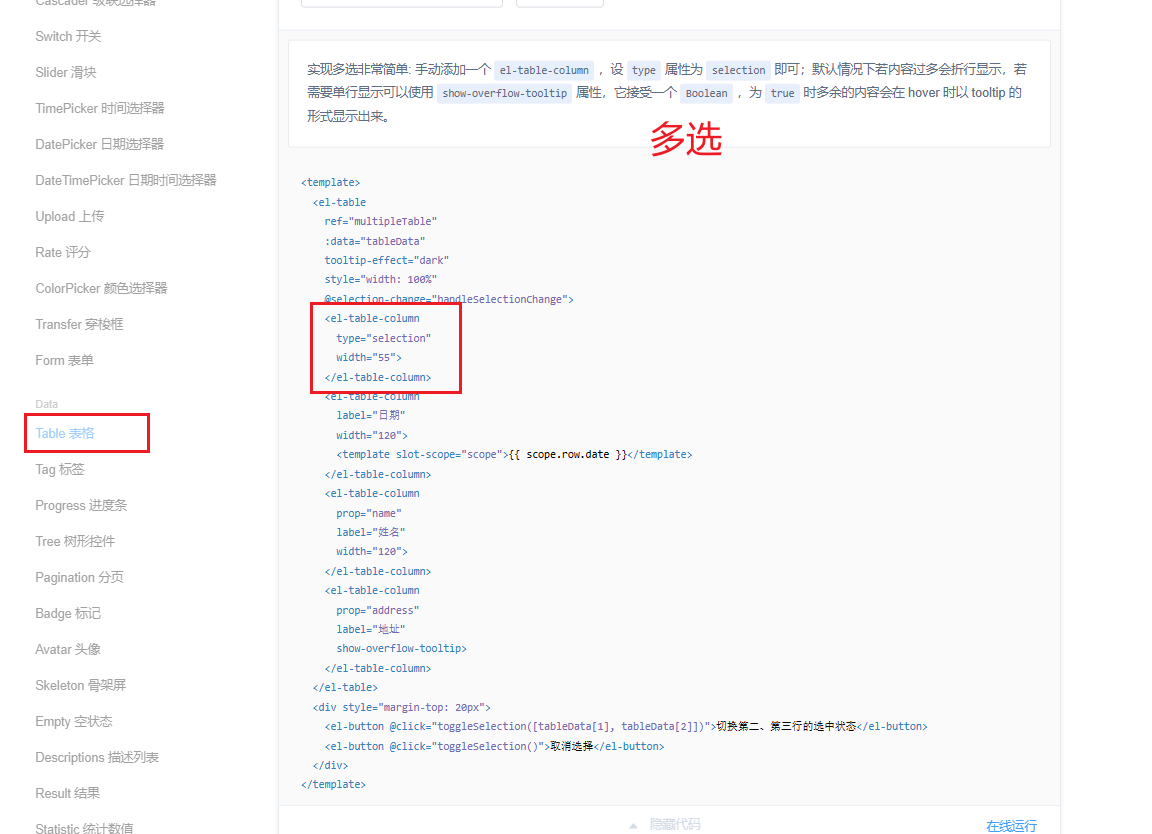 Cascader 级联选择器
Switch 开关
Slider 滑块
TimePicker 时间选择器
DatePicker 日期选择器
DateTimePicker 日期时间选择器
Upload 上传
Rate 评分
ColorPicker 颜色选择器
Transfer 穿梭框
Form 表单
Data
Table 表格
Tag 标签
Progress 进度条
Tree 树形控件
Pagination 分页
Badge 标记
Avatar 头像
Skeleton 骨架屏
Empty 空状态
Descriptions 描述列表
Result 结果
Statistic 统计数值
实现多选非常简单: 手动添加一个 el-table-column ，设 type 属性为 selection 即可；默认情况下若内容过多会折行显示，若
需要单行显示可以使用 show-overflow-tooltip 属性，它接受一个 Boolean ，为 true 时多余的内容会在 hover 时以 tooltip 的
形式显示出来。
多选
<template>
  <el-table
    ref="multipleTable"
    :data="tableData"
    tooltip-effect="dark"
    style="width: 100%"
    @selection-change="handleSelectionChange">
    <el-table-column
      type="selection"
      width="55">
    </el-table-column>
    <el-table-column
      label="日期"
      width="120">
      <template slot-scope="scope">{{ scope.row.date }}</template>
    </el-table-column>
    <el-table-column
      prop="name"
      label="姓名"
      width="120">
    </el-table-column>
    <el-table-column
      prop="address"
      label="地址"
      show-overflow-tooltip>
    </el-table-column>
  </el-table>
  <div style="margin-top: 20px">
    <el-button @click="toggleSelection([tableData[1], tableData[2]])">切换第二、第三行的选中状态</el-button>
    <el-button @click="toggleSelection()">取消选择</el-button>
  </div>
</template>
隐藏代码
在线运行